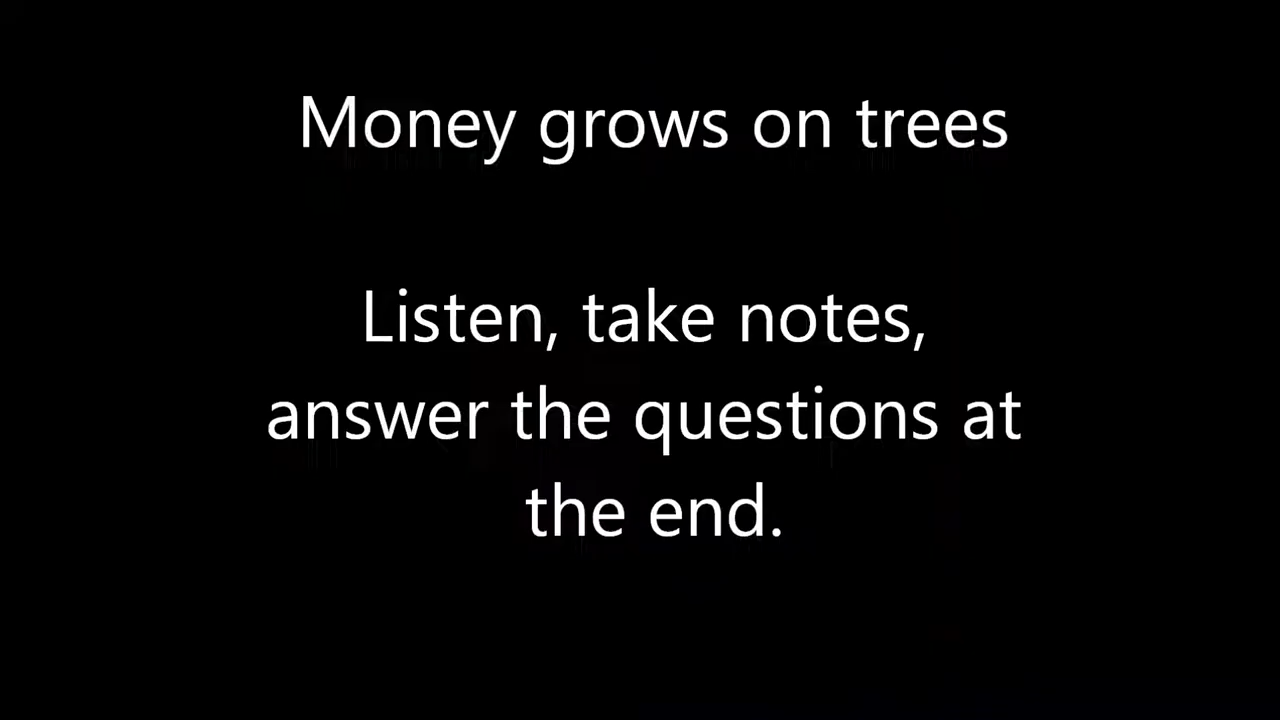 Money grows on trees
Listen, take notes,
answer the questions at
the end.